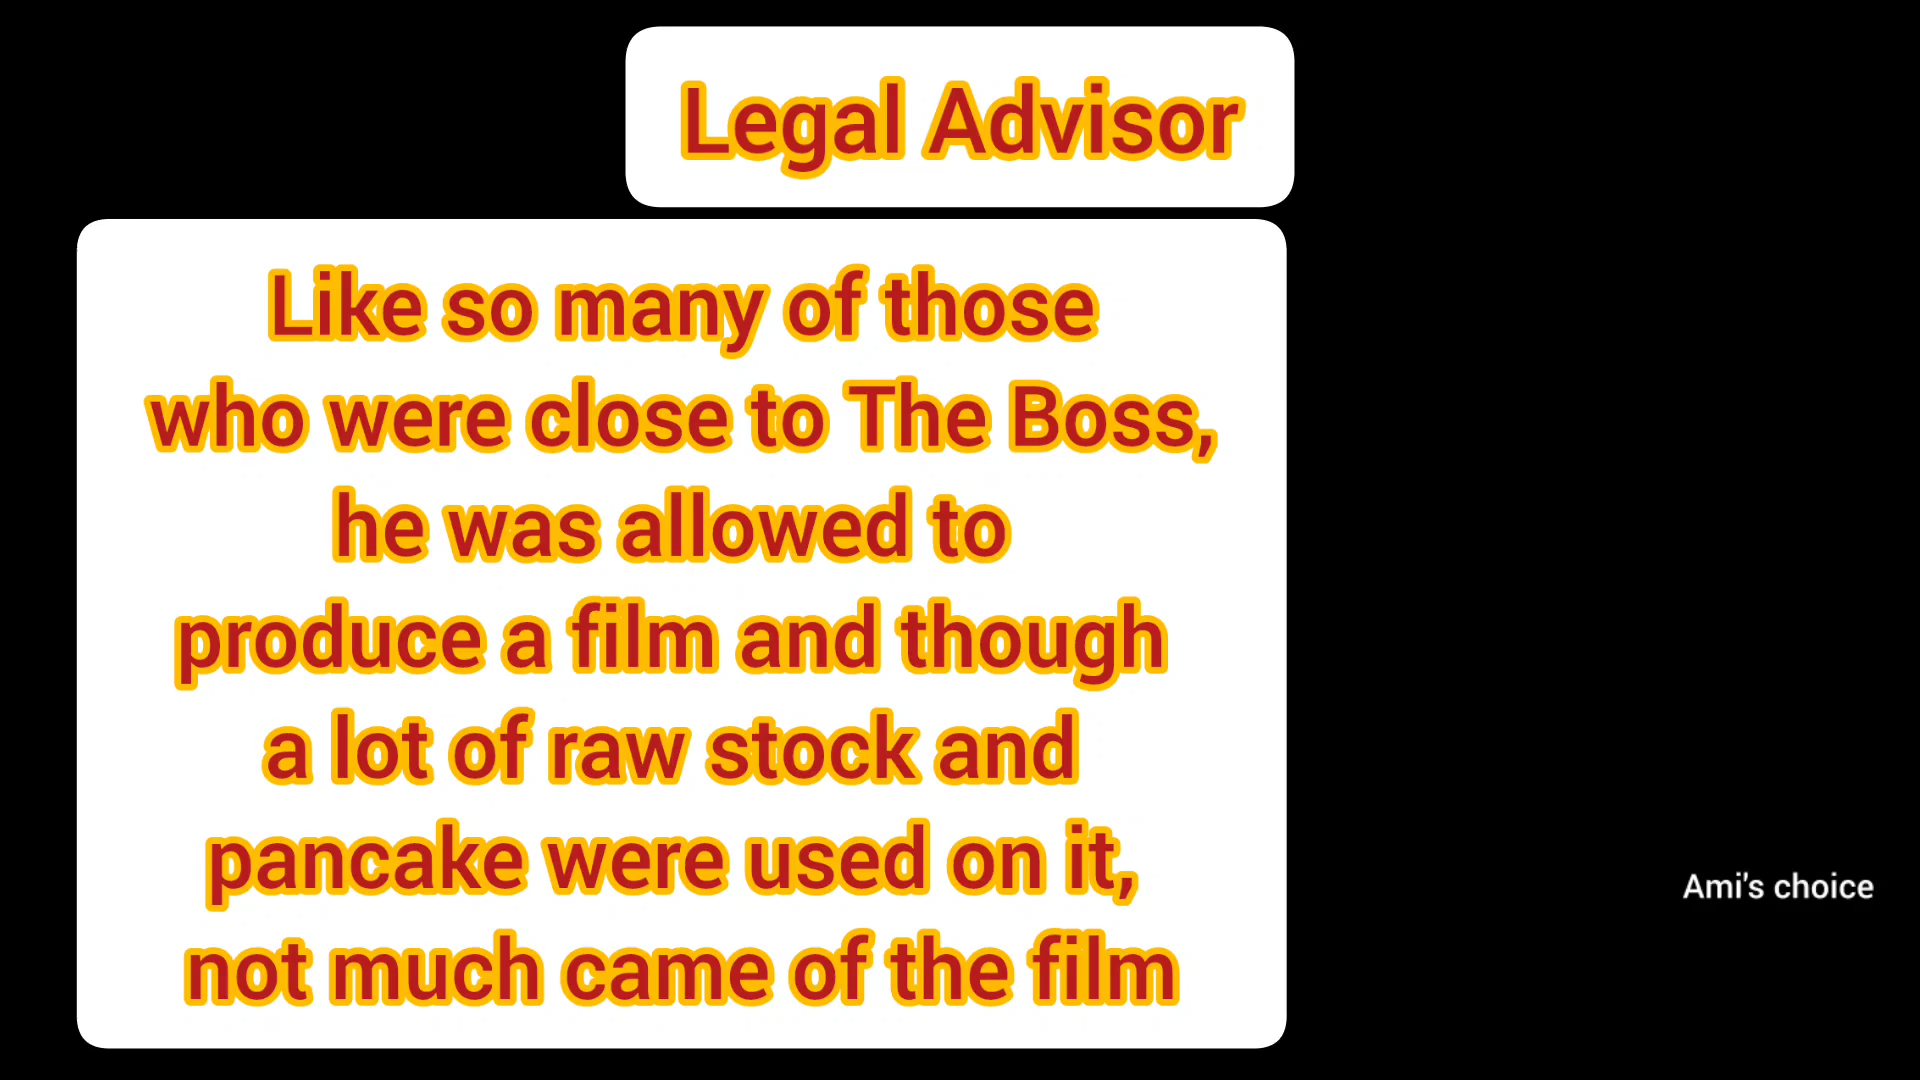 Legal Advisor
Like so many of those
who were close to The Boss,
he was allowed to
produce a film and though
a lot of raw stock and
pancake were used on it,
not much came of the film
Ami's choice